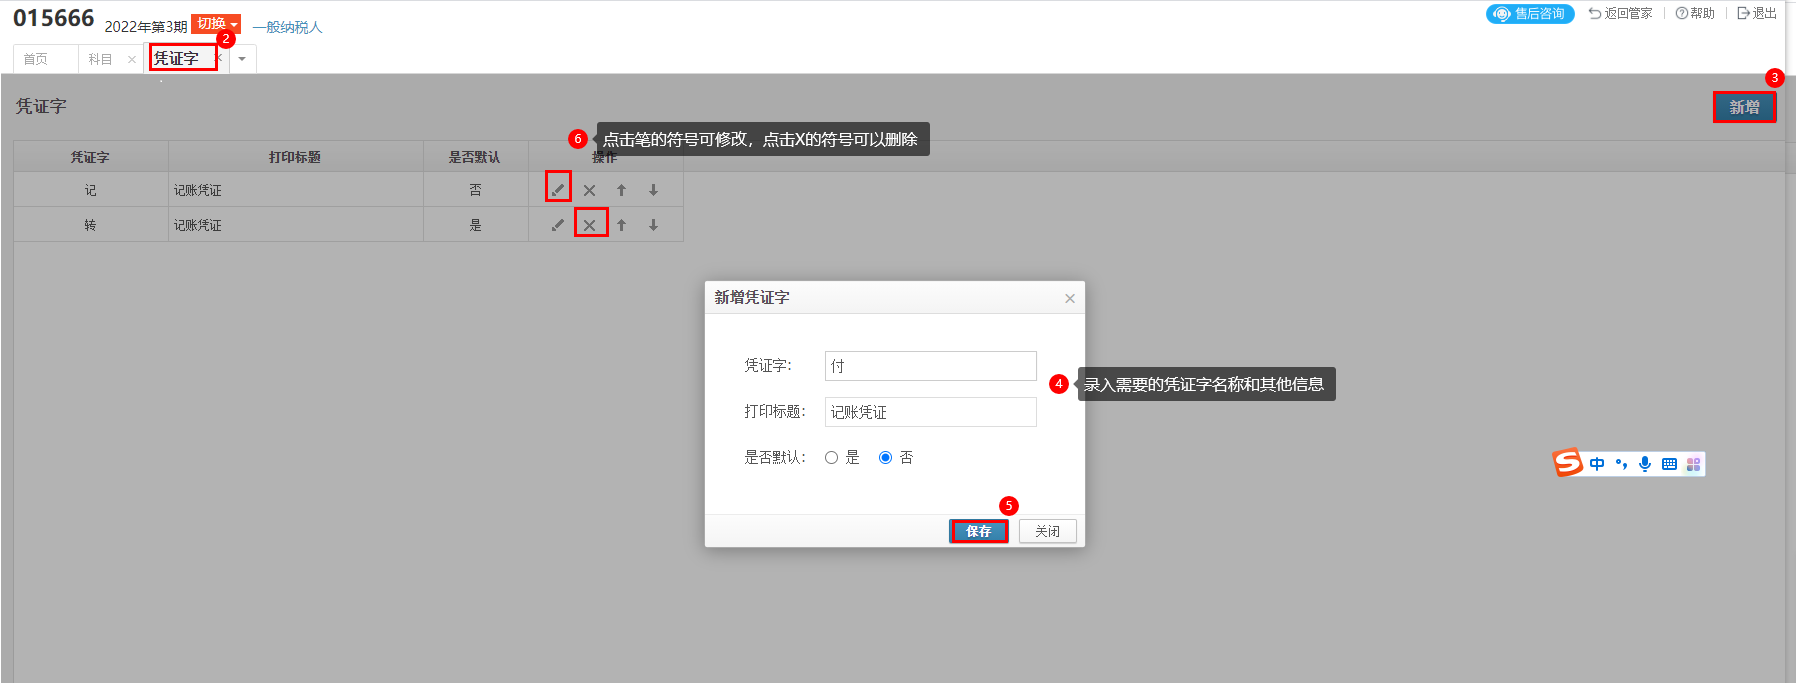 015666 2022年第3期 切换 一般纳税人 售后咨询 返回管家 帮助 退出
2
首页 科目 凭证字
3
凭证字 新增
6 点击笔的符号可修改，点击X的符号可以删除
凭证字 打印标题 是否默认 操作
记 记账凭证 否
转 记账凭证 是
新增凭证字
凭证字： 付
4 录入需要的凭证字名称和其他信息
打印标题： 记账凭证
是否默认： 是 否
S 中
5
保存 关闭